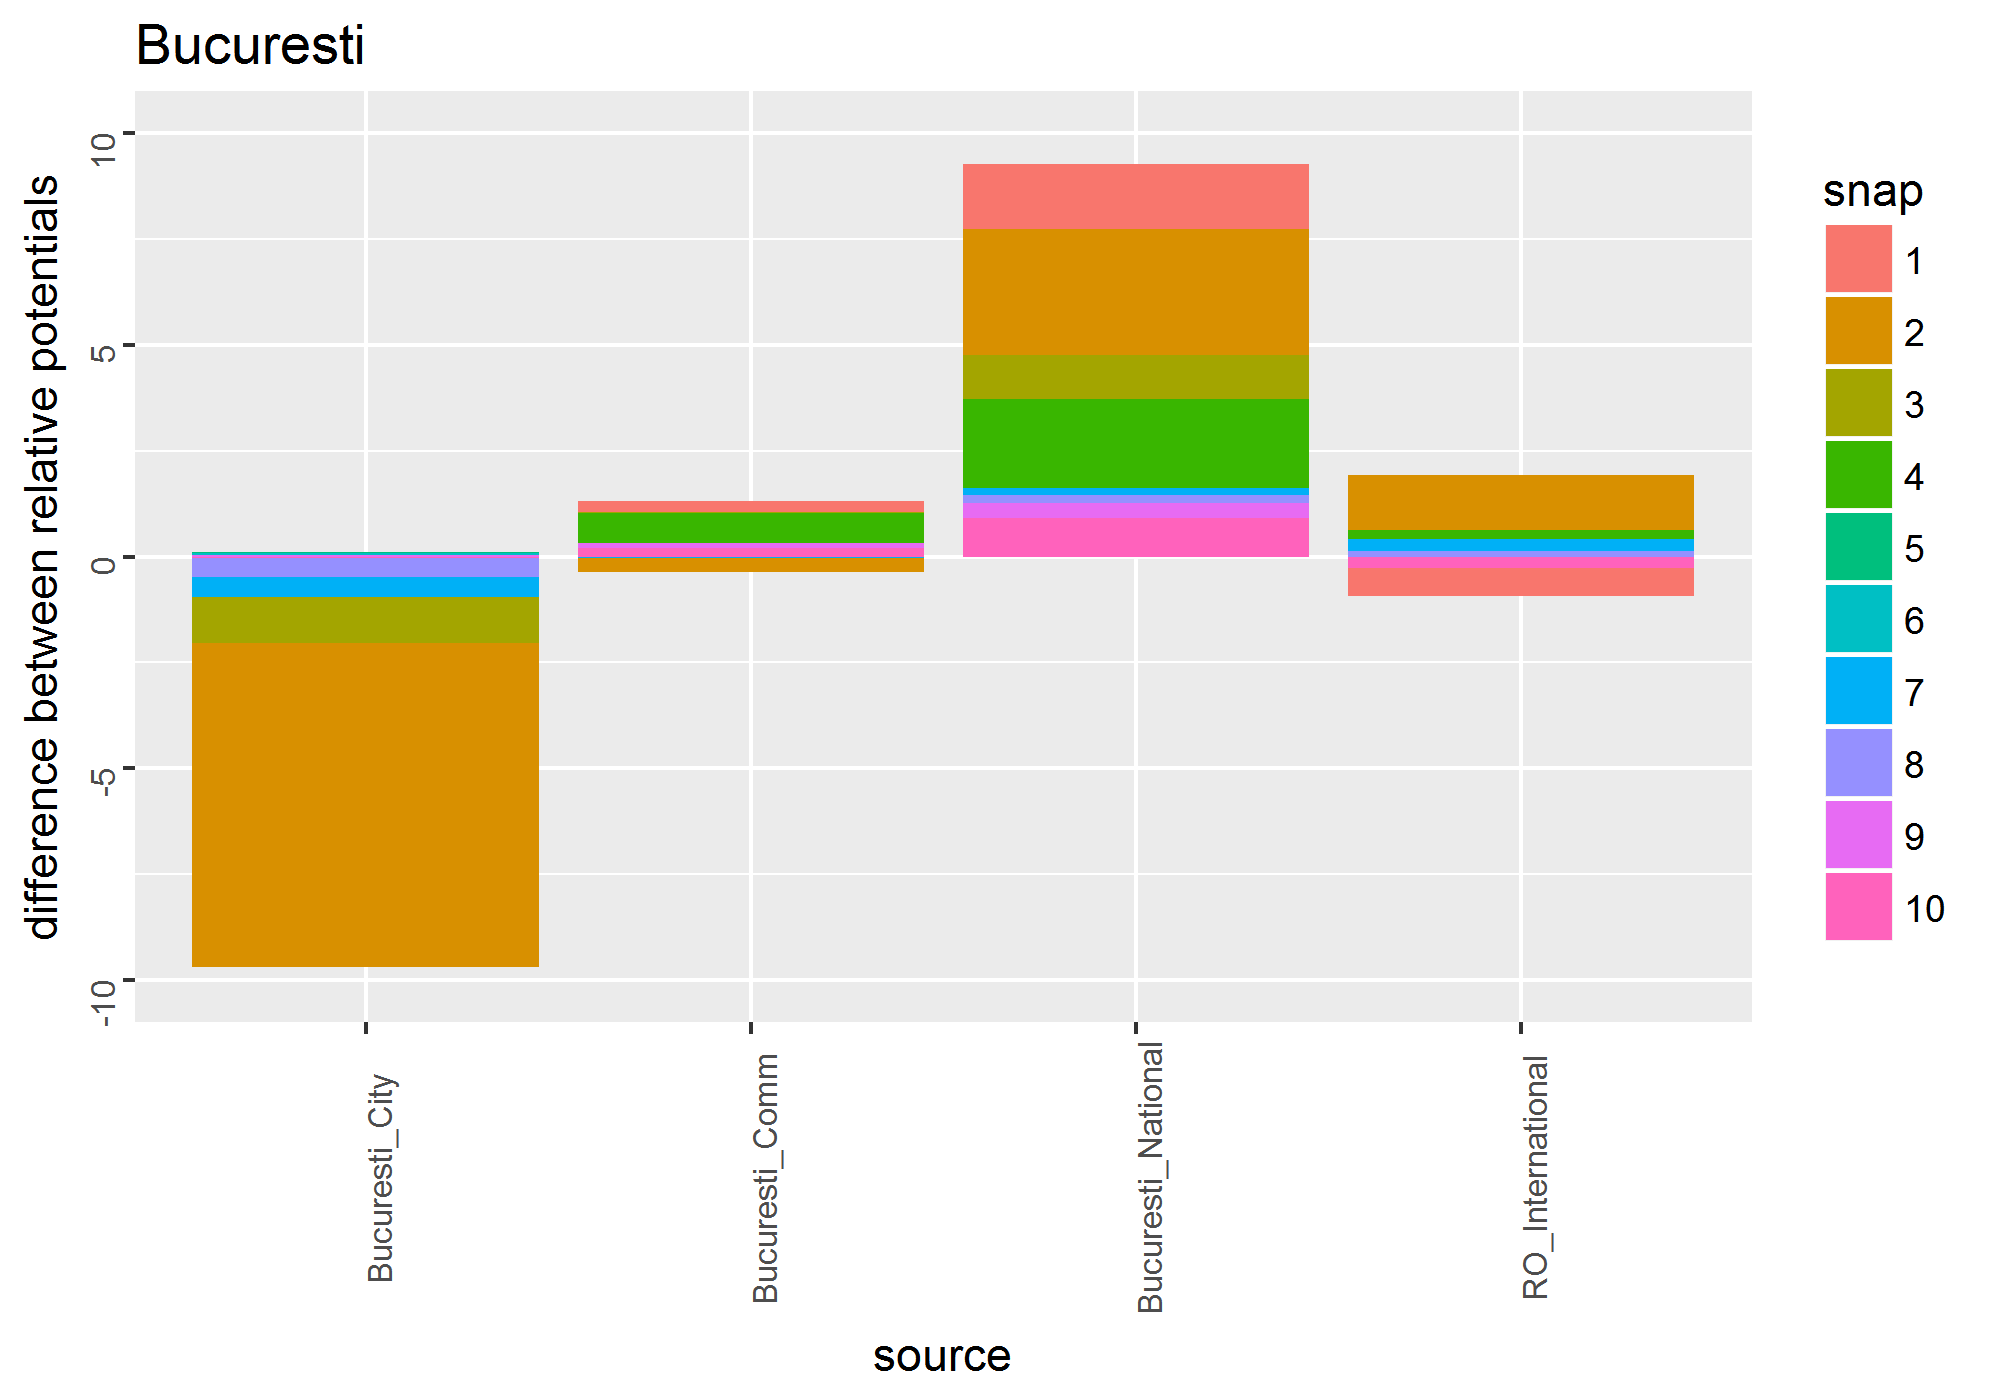 Bucuresti
difference between relative potentials
10
5
0
-5
-10
Bucuresti_City
Bucuresti_Comm
Bucuresti_National
RO_International
source
snap
1
2
3
4
5
6
7
8
9
10